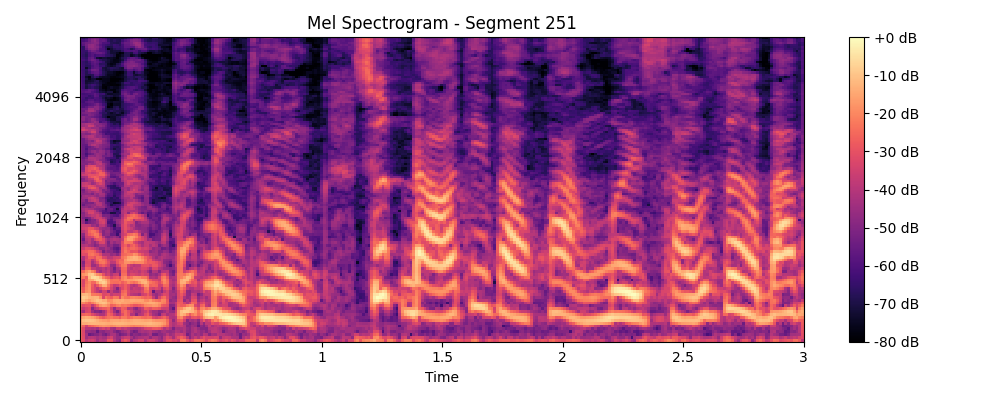 Mel Spectrogram - Segment 251
Frequency
4096
2048
1024
512
0
0
0.5
1
1.5
2
2.5
3
Time
+0 dB
-10 dB
-20 dB
-30 dB
-40 dB
-50 dB
-60 dB
-70 dB
-80 dB